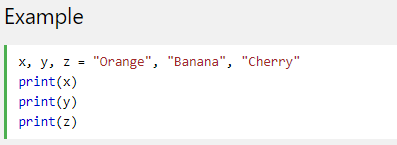 Example
x, y, z = "Orange", "Banana", "Cherry"
print(x)
print(y)
print(z)